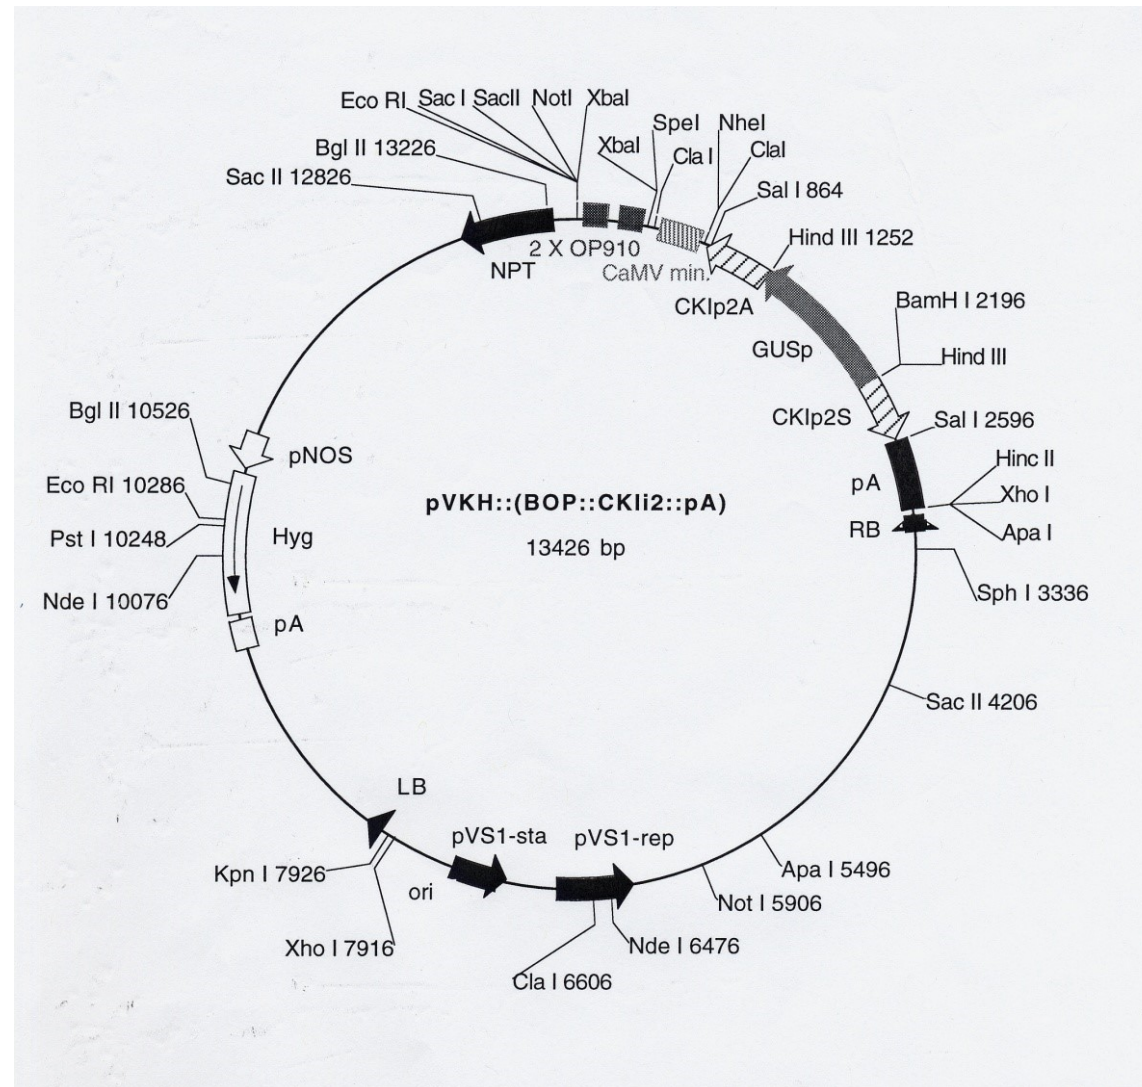 Eco RI
Sac I
SacII
NotI
XbaI
Bgl II 13226
Sac II 12826
XbaI
SpeI
Cla I
NheI
ClaI
Sal I 864
Hind III 1252
BamH I 2196
Hind III
Sal I 2596
Hinc II
Xho I
Apa I
Sph I 3336
Sac II 4206
Apa I 5496
Not I 5906
Nde I 6476
Cla I 6606
Xho I 7916
Kpn I 7926
Nde I 10076
Pst I 10248
Eco RI 10286
Bgl II 10526
NPT
2 X OP910
CaMV min.
CKIp2A
GUSp
CKIp2S
pA
RB
pVS1-rep
pVS1-sta
ori
LB
pA
Hyg
pNOS
pVKH::(BOP::CKIi2::pA)
13426 bp